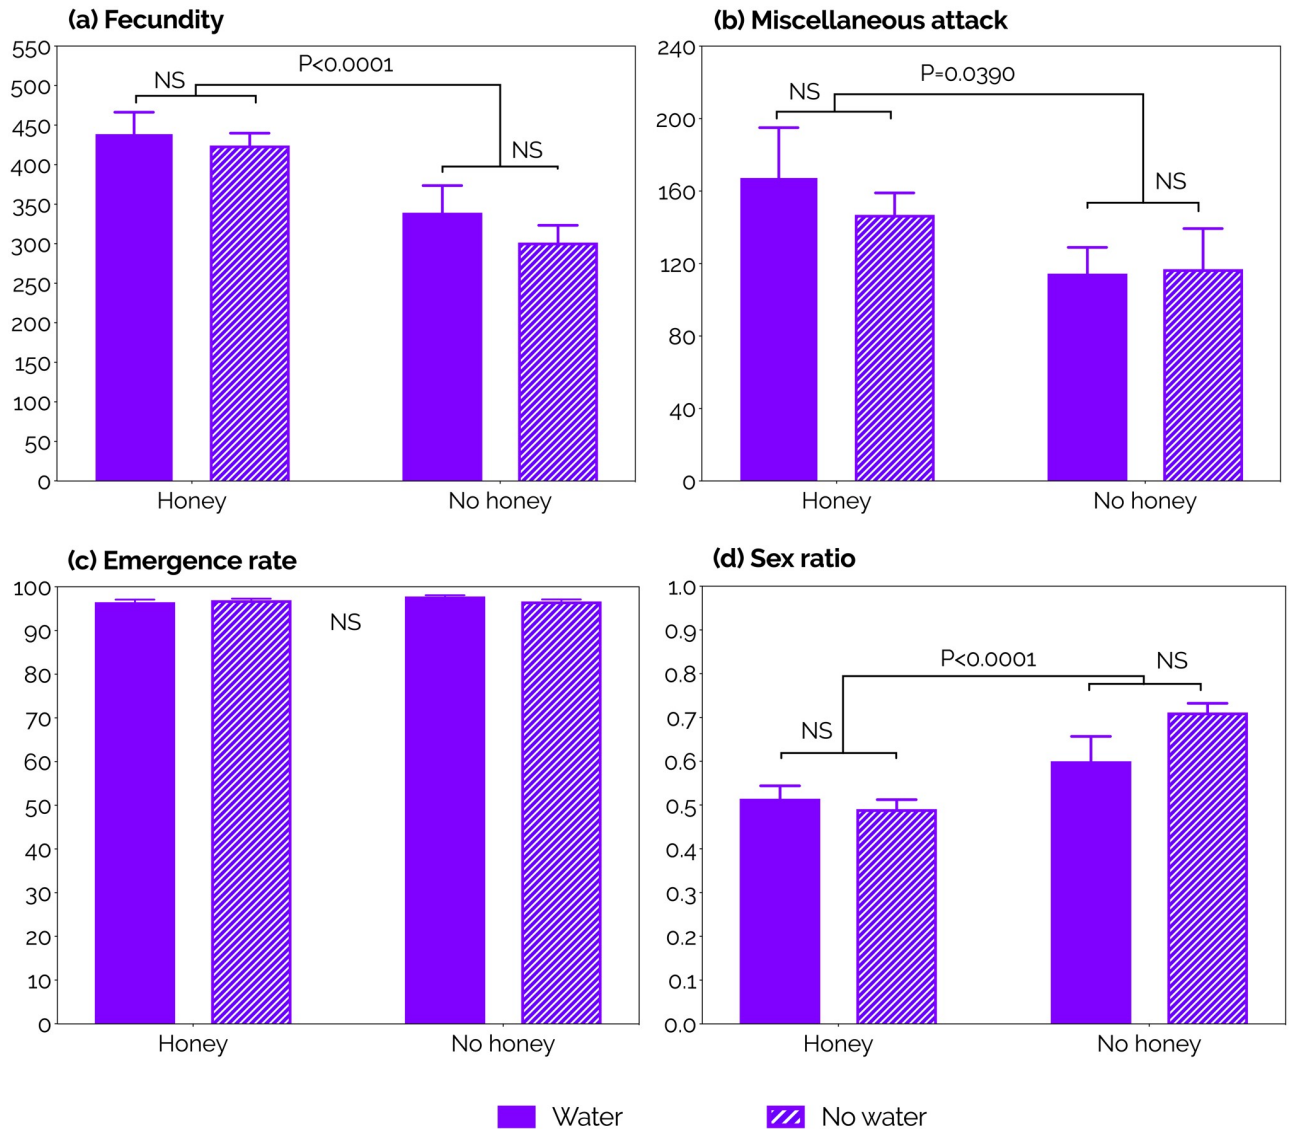 (a) Fecundity
550
500
450
400
350
300
250
200
150
100
50
0
NS
P<0.0001
NS
Honey
No honey
(b) Miscellaneous attack
240
200
160
120
80
40
0
NS
P=0.0390
NS
Honey
No honey
(c) Emergence rate
100
90
80
70
60
50
40
30
20
10
0
NS
Honey
No honey
(d) Sex ratio
1.0
0.9
0.8
0.7
0.6
0.5
0.4
0.3
0.2
0.1
0.0
NS
P<0.0001
NS
Honey
No honey
Water
No water